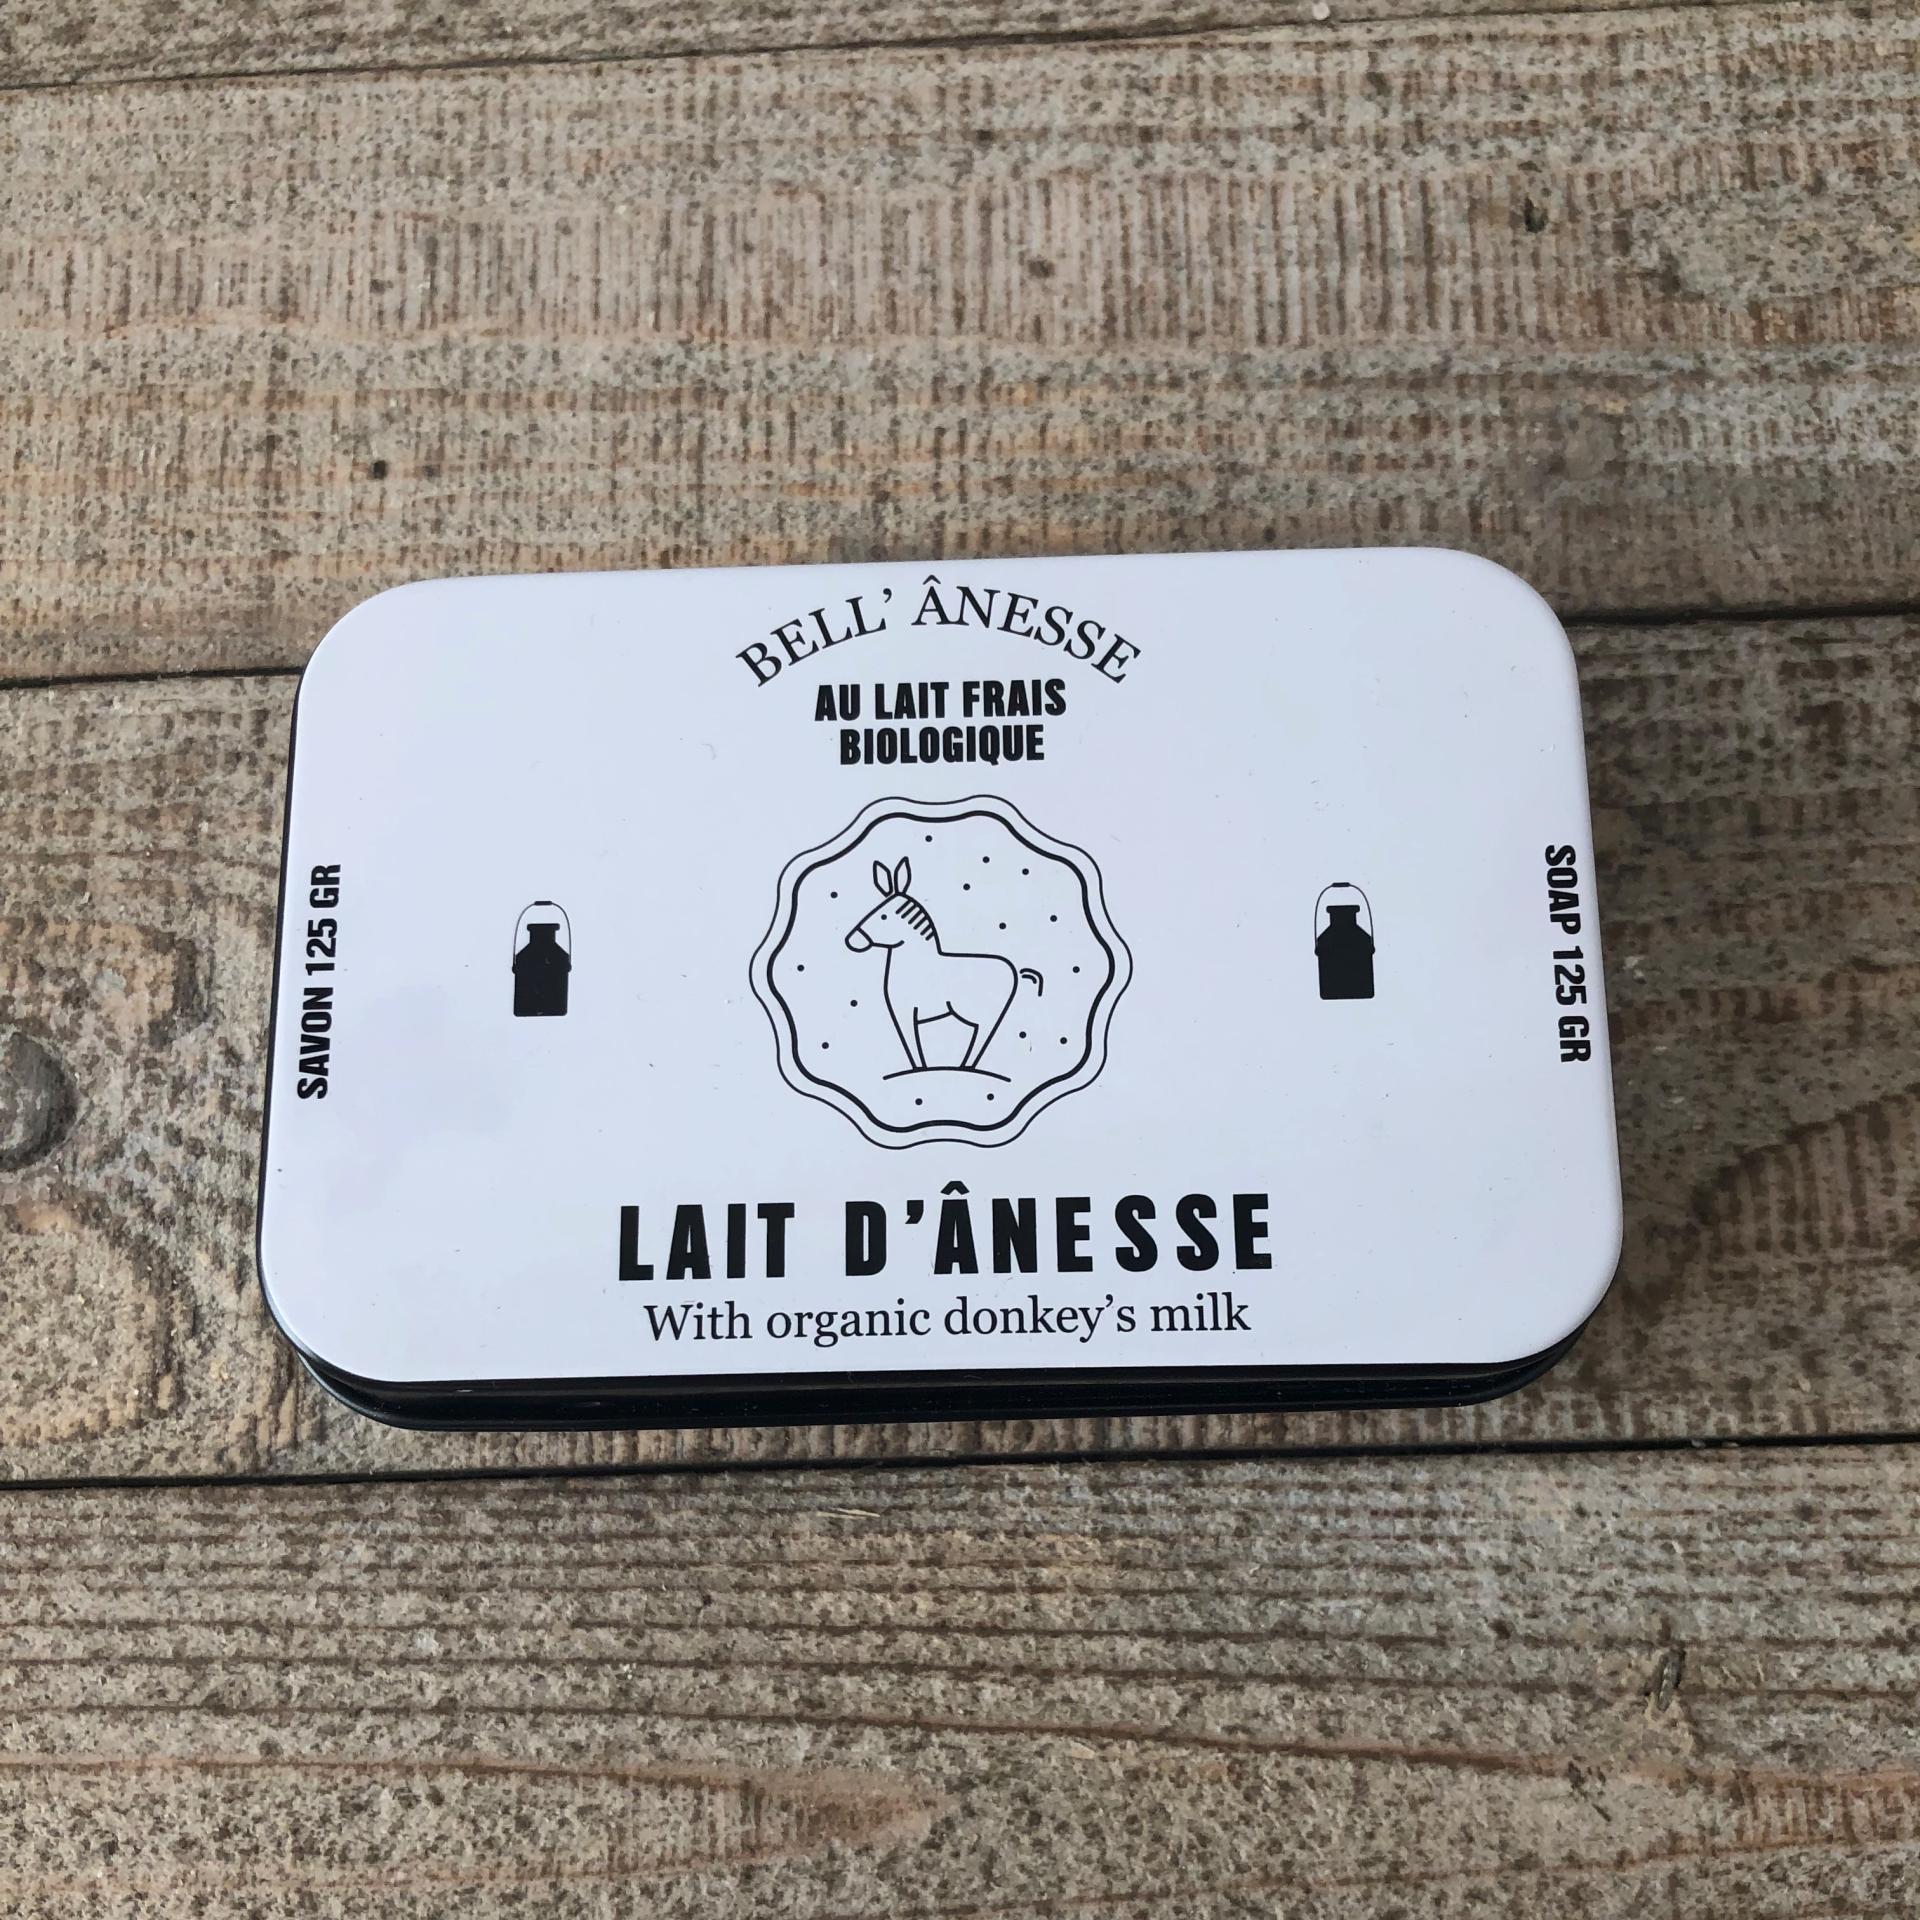 BELL' ÂNESSE
AU LAIT FRAIS
BIOLOGIQUE
SAVON 125 GR
SOAP 125 GR
LAIT D'ÂNESSE
With organic donkey's milk